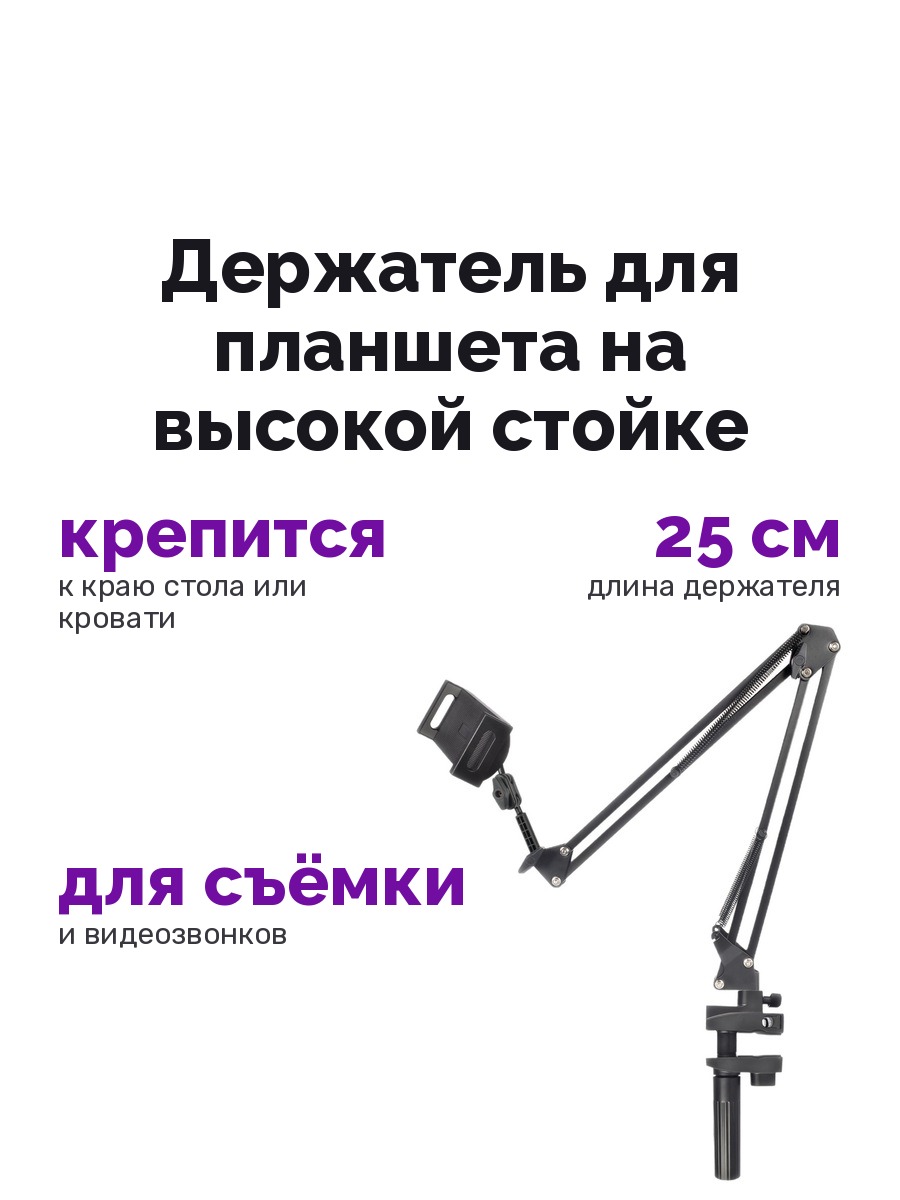 Держатель для
планшета на
высокой стойке
крепится
к краю стола или
кровати
25 см
длина держателя
для съёмки
и видеозвонков